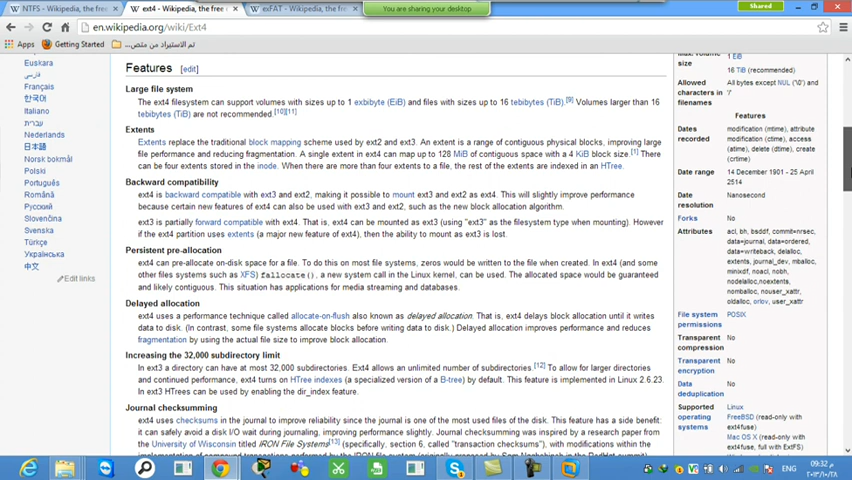 NTFS - Wikipedia, the free
ext4 - Wikipedia, the free
exFAT - Wikipedia, the fre
You are sharing your desktop
Shared
en.wikipedia.org/wiki/Ext4
Apps
Getting Started
تم الاستيراد من متص...
Euskara
فارسی
Français
한국어
Italiano
עברית
Nederlands
日本語
Norsk bokmål
Polski
Português
Română
Русский
Slovenčina
Svenska
Türkçe
Українська
中文
Edit links
Features [edit]
Large file system
The ext4 filesystem can support volumes with sizes up to 1 exbibyte (EiB) and files with sizes up to 16 tebibytes (TiB).[9] Volumes larger than 16
tebibytes (TiB) are not recommended.[10][11]
Extents
Extents replace the traditional block mapping scheme used by ext2 and ext3. An extent is a range of contiguous physical blocks, improving large
file performance and reducing fragmentation. A single extent in ext4 can map up to 128 MiB of contiguous space with a 4 KiB block size.[1] There
can be four extents stored in the inode. When there are more than four extents to a file, the rest of the extents are indexed in an HTree.
Backward compatibility
ext4 is backward compatible with ext3 and ext2, making it possible to mount ext3 and ext2 as ext4. This will slightly improve performance
because certain new features of ext4 can also be used with ext3 and ext2, such as the new block allocation algorithm.
ext3 is partially forward compatible with ext4. That is, ext4 can be mounted as ext3 (using "ext3" as the filesystem type when mounting). However
if the ext4 partition uses extents (a major new feature of ext4), then the ability to mount as ext3 is lost.
Persistent pre-allocation
ext4 can pre-allocate on-disk space for a file. To do this on most file systems, zeros would be written to the file when created. In ext4 (and some
other files systems such as XFS) fallocate(), a new system call in the Linux kernel, can be used. The allocated space would be guaranteed
and likely contiguous. This situation has applications for media streaming and databases.
Delayed allocation
ext4 uses a performance technique called allocate-on-flush also known as delayed allocation. That is, ext4 delays block allocation until it writes
data to disk. (In contrast, some file systems allocate blocks before writing data to disk.) Delayed allocation improves performance and reduces
fragmentation by using the actual file size to improve block allocation.
Increasing the 32,000 subdirectory limit
In ext3 a directory can have at most 32,000 subdirectories. Ext4 allows an unlimited number of subdirectories.[12] To allow for larger directories
and continued performance, ext4 turns on HTree indexes (a specialized version of a B-tree) by default. This feature is implemented in Linux 2.6.23.
In ext3 HTrees can be used by enabling the dir_index feature.
Journal checksumming
ext4 uses checksums in the journal to improve reliability since the journal is one of the most used files of the disk. This feature has a side benefit:
it can safely avoid a disk I/O wait during journaling, improving performance slightly. Journal checksumming was inspired by a research paper from
the University of Wisconsin titled IRON File Systems[13] (specifically, section 6, called "transaction checksums"), with modifications within the
Max. volume size
1 EiB
16 TiB (recommended)
Allowed characters in filenames
All bytes except NUL ('\0') and '/'
Features
Dates recorded
modification (mtime), attribute modification (ctime), access (atime), delete (dtime), create (crtime)
Date range
14 December 1901 - 25 April 2514
Date resolution
Nanosecond
Forks
No
Attributes
acl, bh, bsddf, commit=nrsec, data=journal, data=ordered, data=writeback, delalloc, extents, journal_dev, mballoc, minixdf, noacl, nobh, nodelalloc,noextents, nomballoc, nouser_xattr, oldalloc, orlov, user_xattr
File system permissions
POSIX
Transparent compression
No
Transparent encryption
No
Data deduplication
No
Supported operating systems
Linux
FreeBSD (read-only with ext4fuse)
Mac OS X (read-only with ext4fuse, full with ExtFS)
ENG
09:32 م